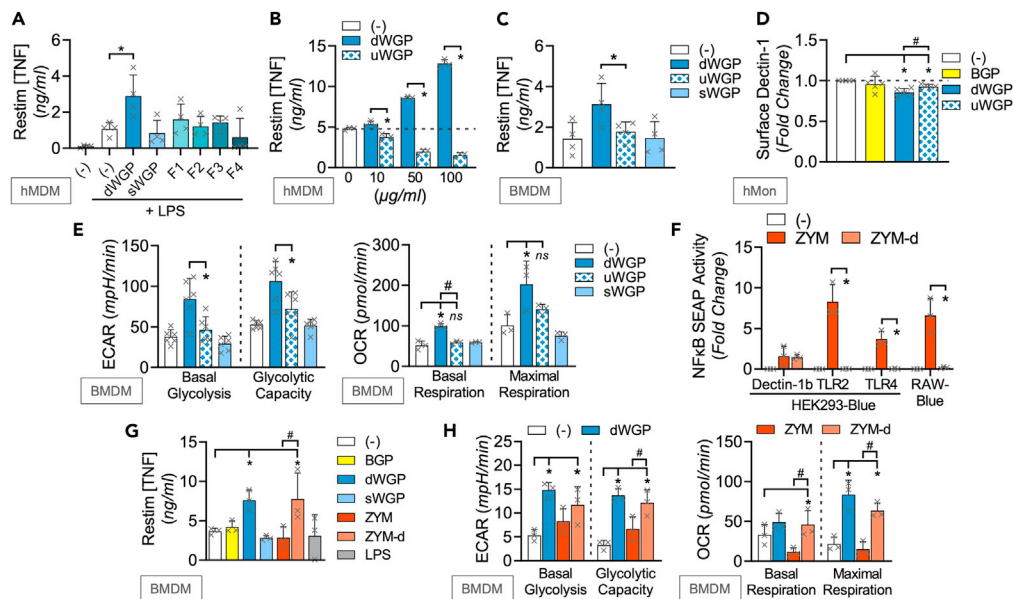 A
Restim [TNF]
ng/ml)
6
4
2
0
*
(-)
(-)
dWGP
sWGP
F1
F2
F3
F4
+ LPS
hMDM
B
(-)
dWGP
uWGP
Restim [TNF]
(ng/ml)
15
10
5
0
*
*
*
0 10 50 100
(µg/ml)
hMDM
C
Restim [TNF]
(ng/ml)
6
4
2
0
*
(-)
dWGP
uWGP
sWGP
BMDM
D
Surface Dectin-1
(Fold Change)
1.5
1.0
0.5
0.0
#
* *
(-)
BGP
dWGP
uWGP
hMon
E
ECAR (mpH/min)
150
100
50
0
*
*
Basal
Glycolysis
Glycolytic
Capacity
BMDM
OCR (pmol/min)
300
200
100
0
#
* ns
* ns
(-)
dWGP
uWGP
sWGP
Basal
Respiration
Maximal
Respiration
BMDM
F
(-)
ZYM
ZYM-d
NFκB SEAP Activity
(Fold Change)
15
10
5
0
*
*
*
Dectin-1b TLR2 TLR4
HEK293-Blue
RAW-
Blue
G
Restim [TNF]
(ng/ml)
15
10
5
0
#
* *
(-)
BGP
dWGP
sWGP
ZYM
ZYM-d
LPS
BMDM
H
(-) dWGP
ECAR (mpH/min)
25
20
15
10
5
0
* *
#
* *
Basal
Glycolysis
Glycolytic
Capacity
BMDM
ZYM ZYM-d
OCR (pmol/min)
150
100
50
0
#
*
#
* *
Basal
Respiration
Maximal
Respiration
BMDM